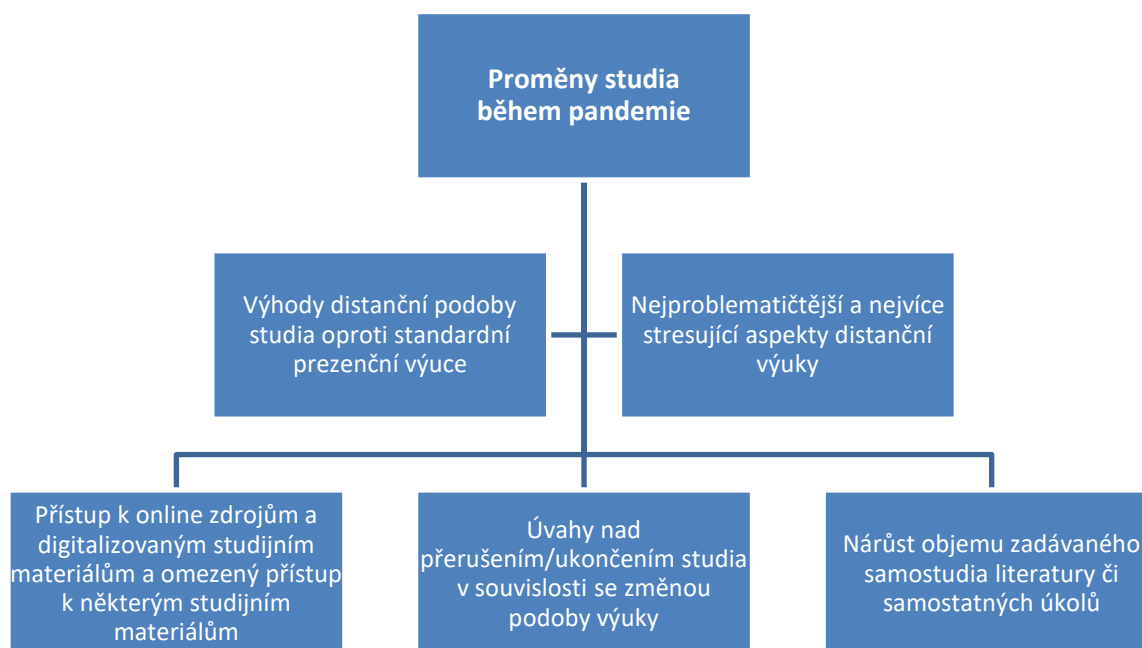 Proměny studia
během pandemie
Výhody distanční podoby
studia oproti standardní
prezenční výuce
Nejproblematičtější a nejvíce
stresující aspekty distanční
výuky
Přístup k online zdrojům a
digitalizovaným studijním
materiálům a omezený přístup
k některým studijním
materiálům
Úvahy nad
přerušením/ukončením studia
v souvislosti se změnou
podoby výuky
Nárůst objemu zadávaného
samostudia literatury či
samostatných úkolů